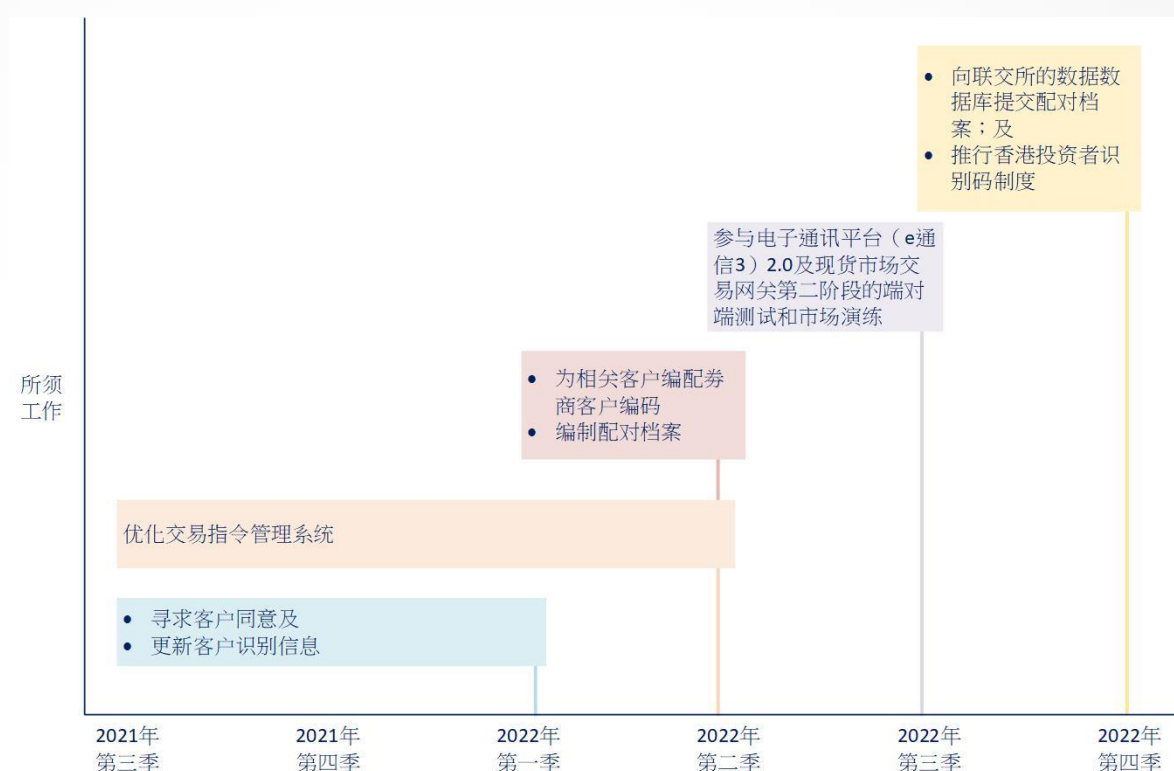 • 向联交所的数据数
据库提交配对档
案；及
• 推行香港投资者识
别码制度
参与电子通讯平台（e通
信3）2.0及现货市场交
易网关第二阶段的端对
端测试和市场演练
• 为相关客户编配券
商客户编码
• 编制配对档案
所须
工作
优化交易指令管理系统
• 寻求客户同意及
• 更新客户识别信息
2021年
第三季
2021年
第四季
2022年
第一季
2022年
第二季
2022年
第三季
2022年
第四季